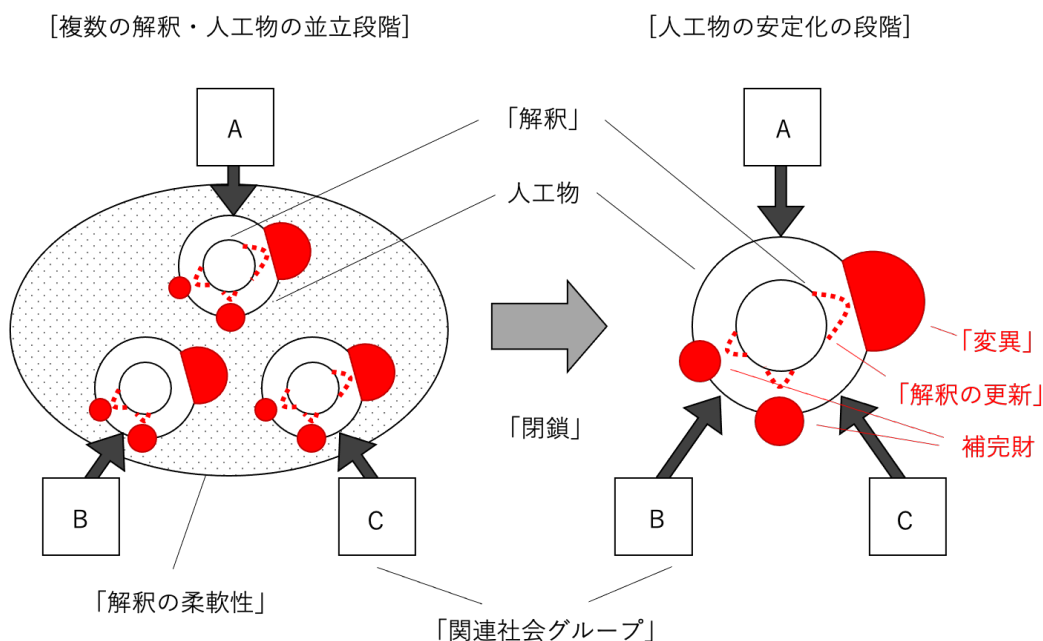 [複数の解釈・人工物の並立段階]
[人工物の安定化の段階]
A
A
「解釈」
人工物
「変異」
「解釈の更新」
「閉鎖」
補完財
B
C
B
C
「解釈の柔軟性」
「関連社会グループ」